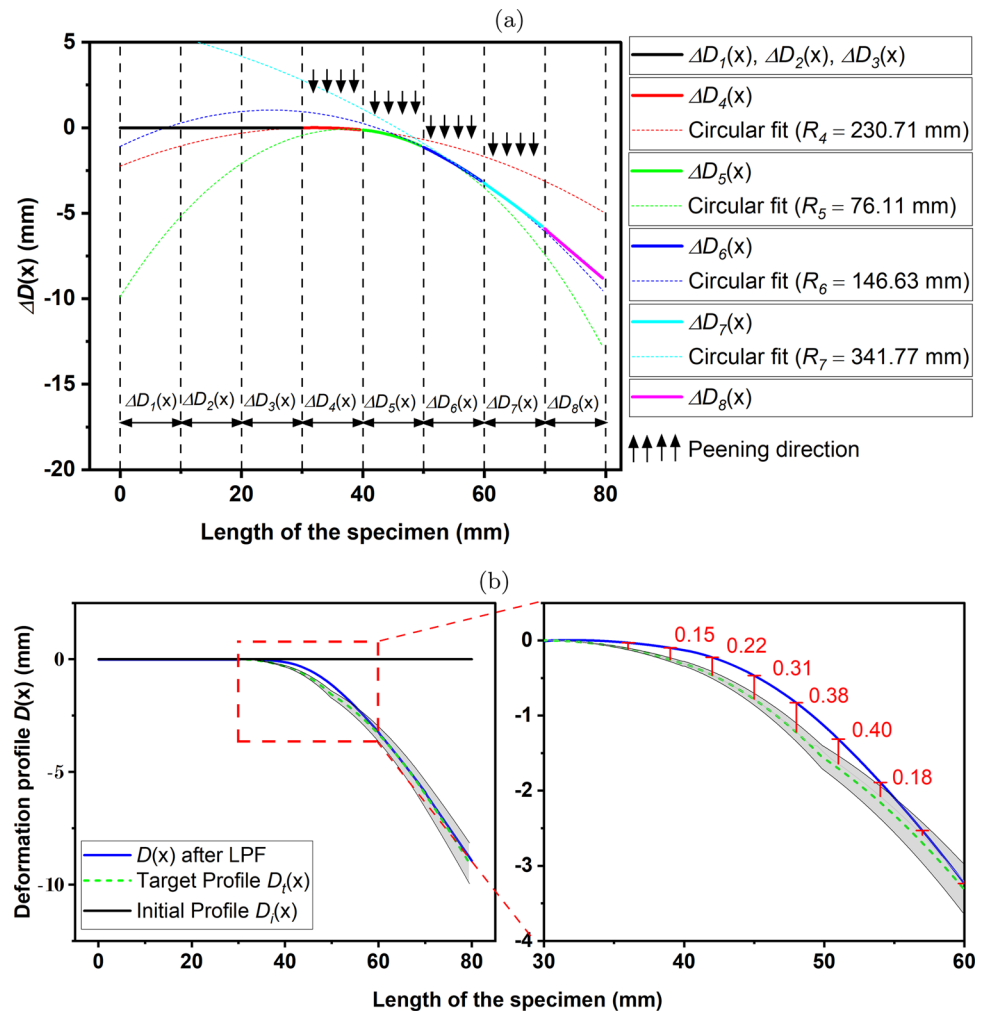 (a)
5
0
-5
-10
-15
-20
ΔD(x) (mm)
ΔD1(x) ΔD2(x) ΔD3(x) ΔD4(x) ΔD5(x) ΔD6(x) ΔD7(x) ΔD8(x)
0 20 40 60 80
Length of the specimen (mm)
ΔD1(x), ΔD2(x), ΔD3(x)
ΔD4(x)
Circular fit (R4 = 230.71 mm)
ΔD5(x)
Circular fit (R5 = 76.11 mm)
ΔD6(x)
Circular fit (R6 = 146.63 mm)
ΔD7(x)
Circular fit (R7 = 341.77 mm)
ΔD8(x)
Peening direction
(b)
0
-5
-10
Deformation profile D(x) (mm)
D(x) after LPF
Target Profile Dt(x)
Initial Profile Di(x)
0 20 40 60 80
0
-1
-2
-3
-4
0.15
0.22
0.31
0.38
0.40
0.18
30 40 50 60
Length of the specimen (mm)